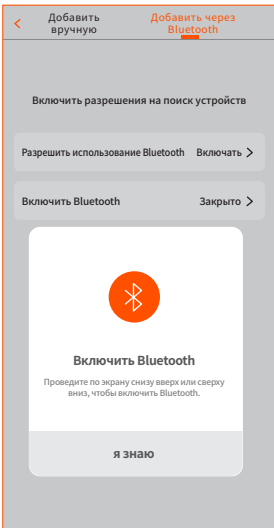 Добавить
вручную
Добавить через
Bluetooth
Включить разрешения на поиск устройств
Разрешить использование Bluetooth Включать
Включить Bluetooth Закрыто
Включить Bluetooth
Проведите по экрану снизу вверх или сверху
вниз, чтобы включить Bluetooth.
я знаю